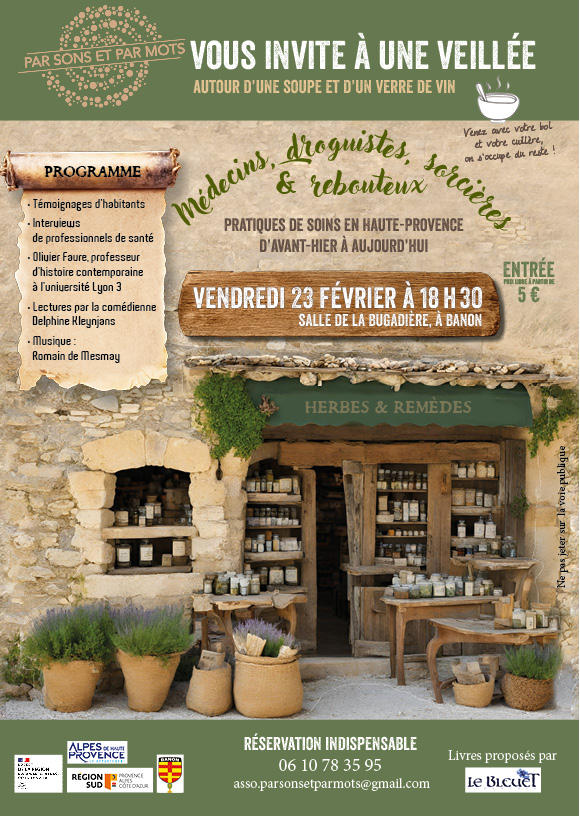 PAR SONS ET PAR MOTS
VOUS INVITE À UNE VEILLÉE
AUTOUR D'UNE SOUPE ET D'UN VERRE DE VIN
Venez avec votre bol
et votre cuillère,
on s'occupe du reste !
PROGRAMME
• Témoignages d'habitants
• Interviews
de professionnels de santé
• Olivier Faure, professeur
d'histoire contemporaine
à l'université Lyon 3
• Lectures par la comédienne
Delphine Kleynjans
• Musique :
Romain de Mesmay
Médecins, droguistes, sorcières
& rebouteux
PRATIQUES DE SOINS EN HAUTE-PROVENCE
D'AVANT-HIER À AUJOURD'HUI
ENTRÉE
PRIX LIBRE À PARTIR DE
5 €
VENDREDI 23 FÉVRIER À 18 H 30
SALLE DE LA BUGADIÈRE, À BANON
HERBES & REMÈDES
Ne pas jeter sur la voie publique
RÉSERVATION INDISPENSABLE
06 10 78 35 95
asso.parsonsetparmots@gmail.com
Livres proposés par
Le Bleuet
ALPES DE HAUTE
PROVENCE
RÉGION
SUD
PROVENCE
ALPES
CÔTE D'AZUR
BANON